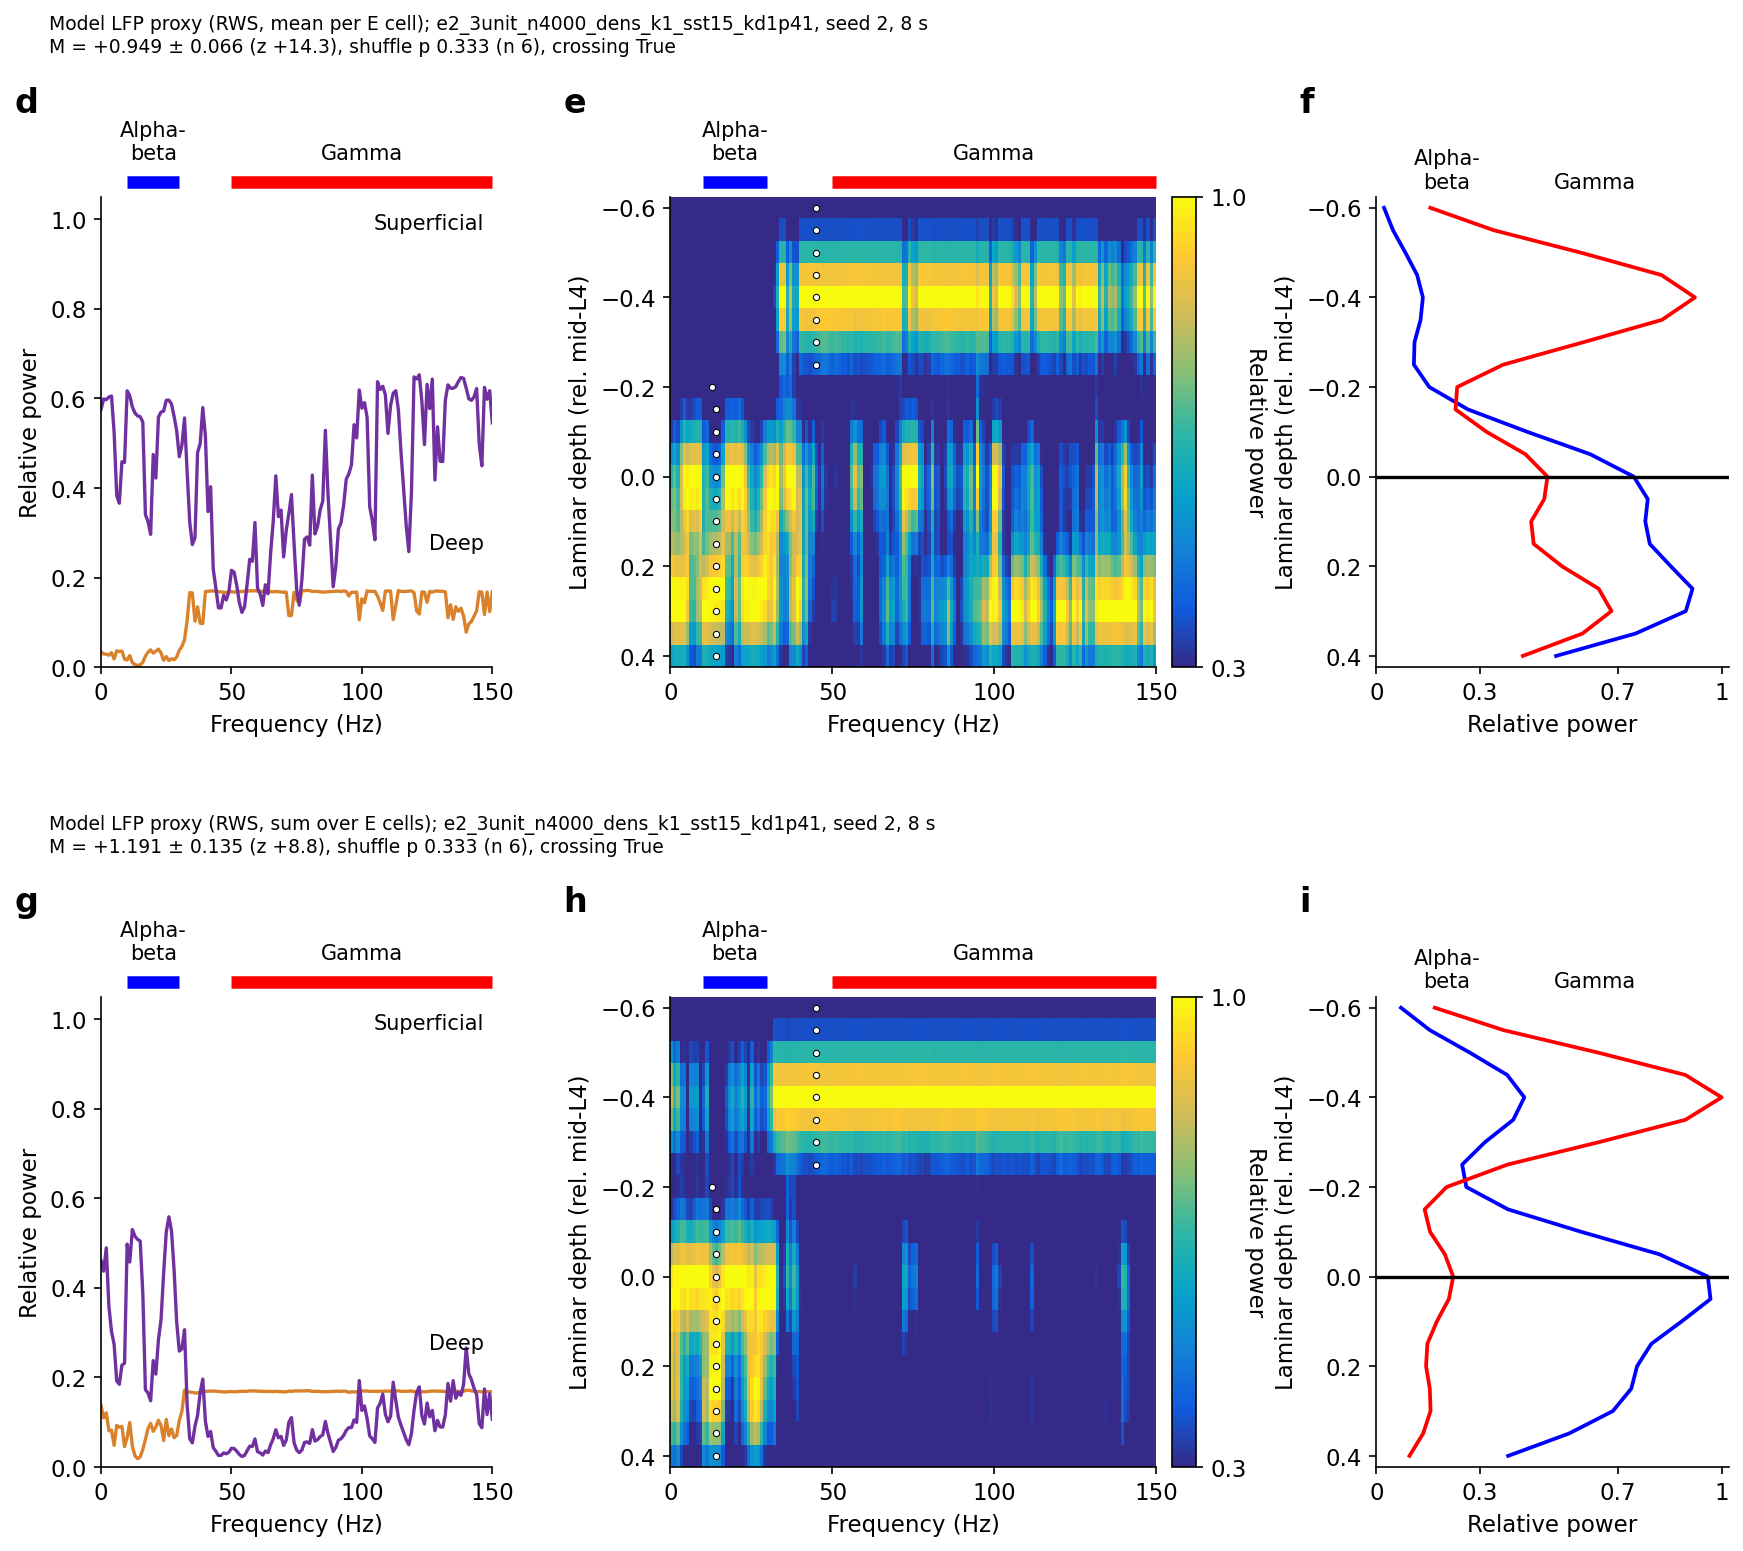 Model LFP proxy (RWS, mean per E cell); e2_3unit_n4000_dens_k1_sst15_kd1p41, seed 2, 8 s
M = +0.949 ± 0.066 (z +14.3), shuffle p 0.333 (n 6), crossing True
d
Alpha-
beta
Gamma
Superficial
Deep
Relative power
1.0
0.8
0.6
0.4
0.2
0.0
0
50
100
150
Frequency (Hz)
e
Alpha-
beta
Gamma
Laminar depth (rel. mid-L4)
−0.6
−0.4
−0.2
0.0
0.2
0.4
0
50
100
150
Frequency (Hz)
1.0
0.3
Relative power
f
Alpha-
beta
Gamma
Laminar depth (rel. mid-L4)
−0.6
−0.4
−0.2
0.0
0.2
0.4
0
0.3
0.7
1
Relative power
Model LFP proxy (RWS, sum over E cells); e2_3unit_n4000_dens_k1_sst15_kd1p41, seed 2, 8 s
M = +1.191 ± 0.135 (z +8.8), shuffle p 0.333 (n 6), crossing True
g
Alpha-
beta
Gamma
Superficial
Deep
Relative power
1.0
0.8
0.6
0.4
0.2
0.0
0
50
100
150
Frequency (Hz)
h
Alpha-
beta
Gamma
Laminar depth (rel. mid-L4)
−0.6
−0.4
−0.2
0.0
0.2
0.4
0
50
100
150
Frequency (Hz)
1.0
0.3
Relative power
i
Alpha-
beta
Gamma
Laminar depth (rel. mid-L4)
−0.6
−0.4
−0.2
0.0
0.2
0.4
0
0.3
0.7
1
Relative power